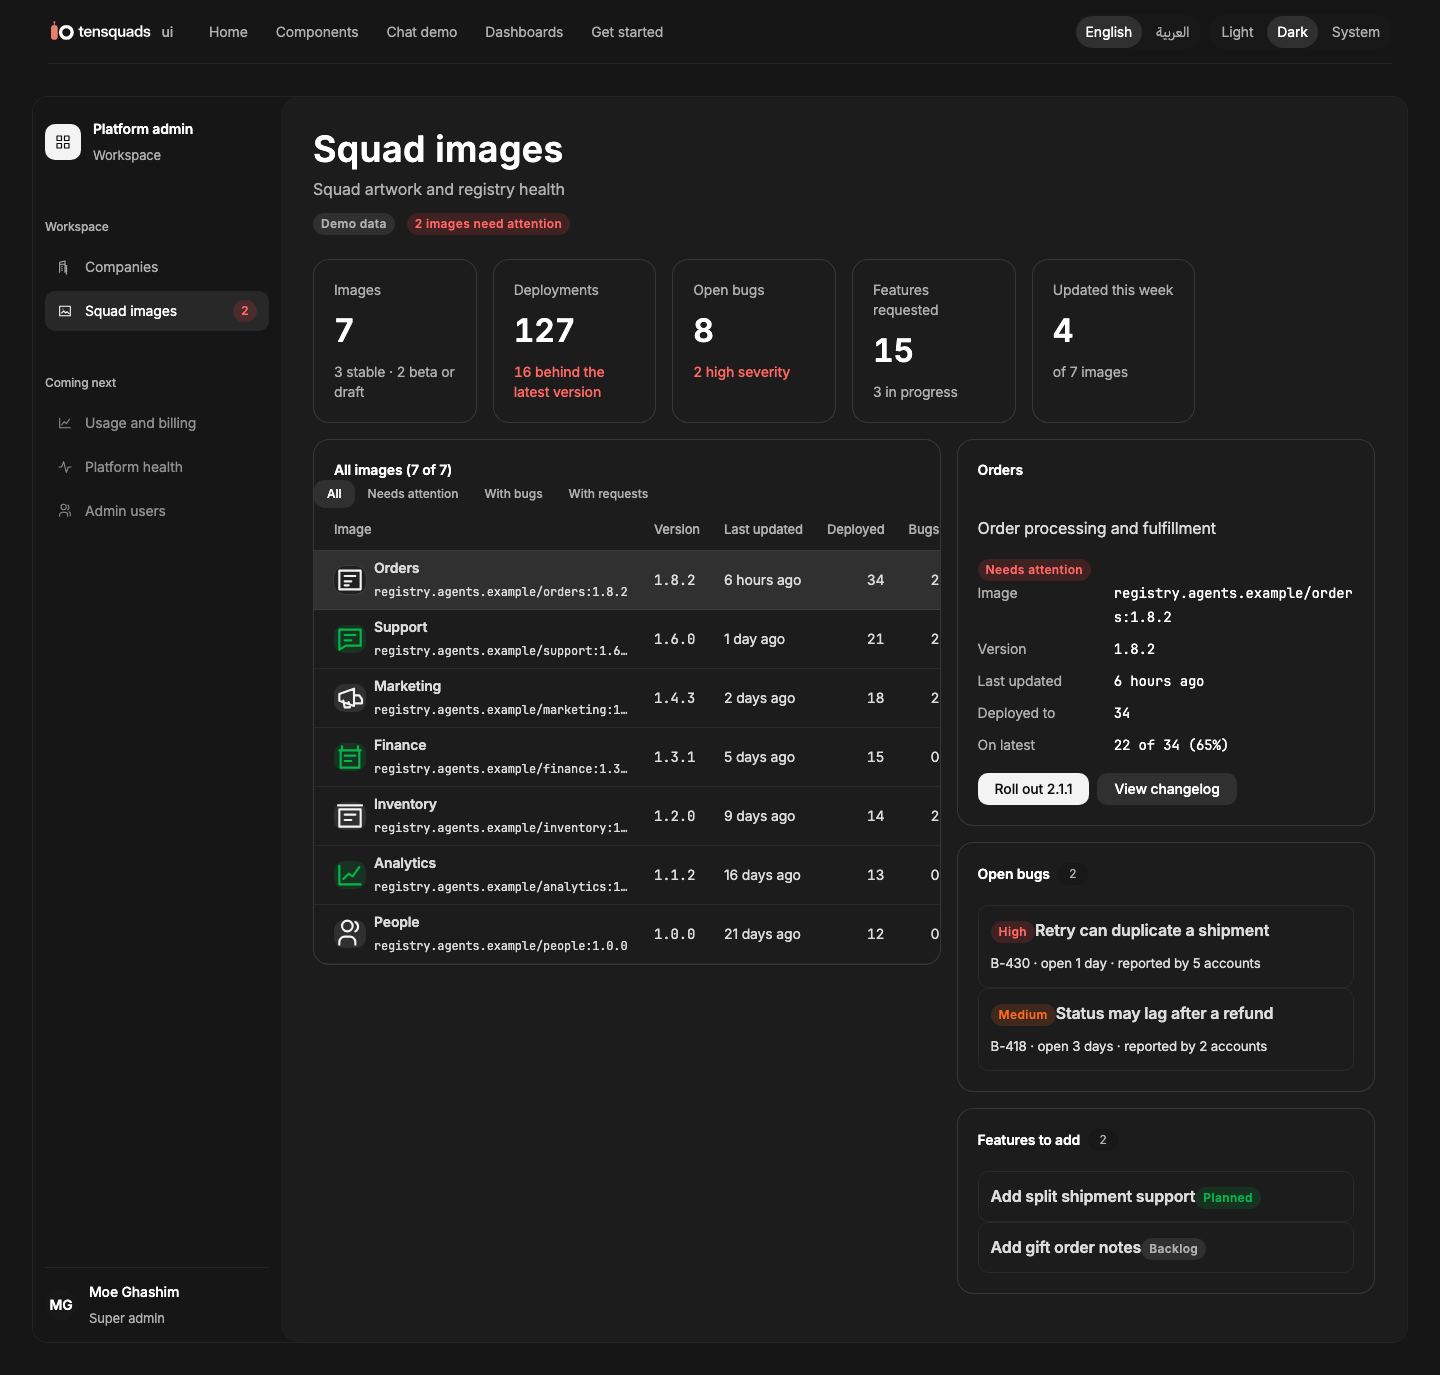 tensquads ui Home Components Chat demo Dashboards Get started English العربية Light Dark System
Platform admin
Workspace
Workspace
Companies
Squad images 2
Coming next
Usage and billing
Platform health
Admin users
MG
Moe Ghashim
Super admin
Squad images
Squad artwork and registry health
Demo data 2 images need attention
Images
7
3 stable · 2 beta or
draft
Deployments
127
16 behind the
latest version
Open bugs
8
2 high severity
Features
requested
15
3 in progress
Updated this week
4
of 7 images
All images (7 of 7)
All Needs attention With bugs With requests
Image Version Last updated Deployed Bugs
Orders
registry.agents.example/orders:1.8.2 1.8.2 6 hours ago 34 2
Support
registry.agents.example/support:1.6… 1.6.0 1 day ago 21 2
Marketing
registry.agents.example/marketing:1… 1.4.3 2 days ago 18 2
Finance
registry.agents.example/finance:1.3… 1.3.1 5 days ago 15 0
Inventory
registry.agents.example/inventory:1… 1.2.0 9 days ago 14 2
Analytics
registry.agents.example/analytics:1… 1.1.2 16 days ago 13 0
People
registry.agents.example/people:1.0.0 1.0.0 21 days ago 12 0
Orders
Order processing and fulfillment
Needs attention
Image registry.agents.example/order
s:1.8.2
Version 1.8.2
Last updated 6 hours ago
Deployed to 34
On latest 22 of 34 (65%)
Roll out 2.1.1 View changelog
Open bugs 2
High Retry can duplicate a shipment
B-430 · open 1 day · reported by 5 accounts
Medium Status may lag after a refund
B-418 · open 3 days · reported by 2 accounts
Features to add 2
Add split shipment support Planned
Add gift order notes Backlog